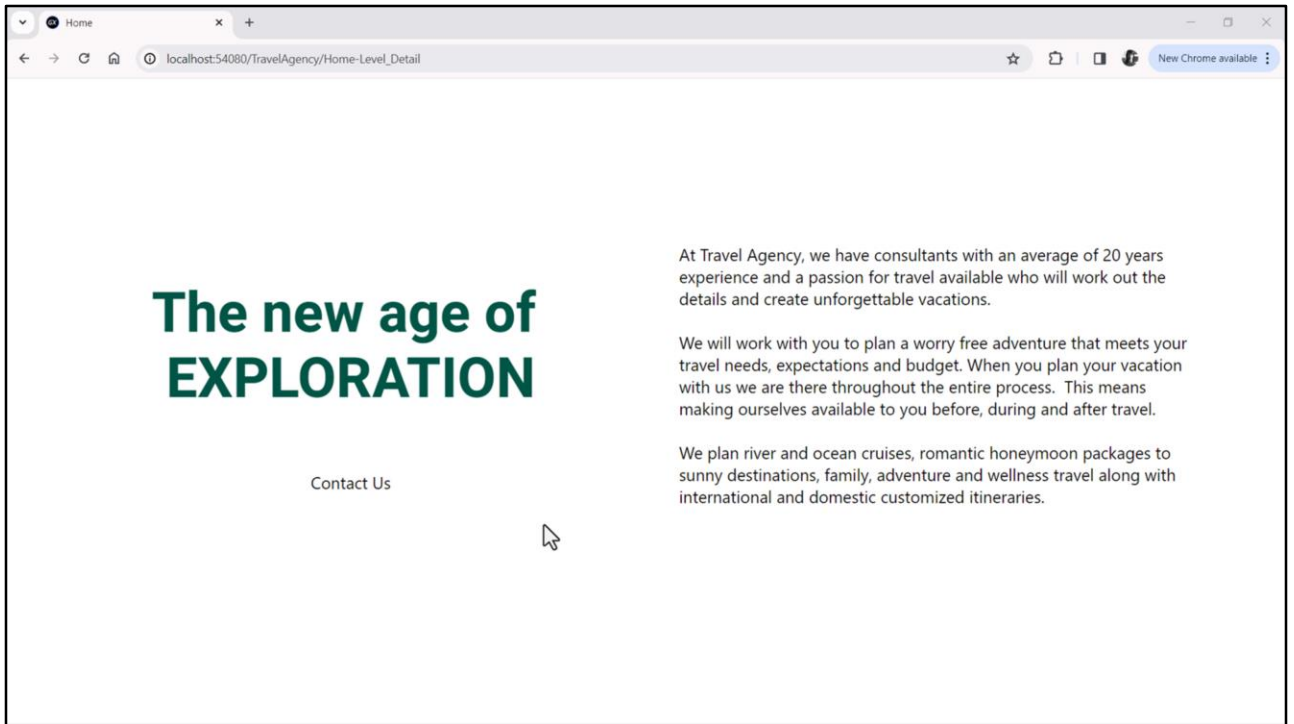 GX Home
localhost:54080/TravelAgency/Home-Level_Detail
New Chrome available
The new age of
EXPLORATION
Contact Us
At Travel Agency, we have consultants with an average of 20 years
experience and a passion for travel available who will work out the
details and create unforgettable vacations.
We will work with you to plan a worry free adventure that meets your
travel needs, expectations and budget. When you plan your vacation
with us we are there throughout the entire process.  This means
making ourselves available to you before, during and after travel.
We plan river and ocean cruises, romantic honeymoon packages to
sunny destinations, family, adventure and wellness travel along with
international and domestic customized itineraries.